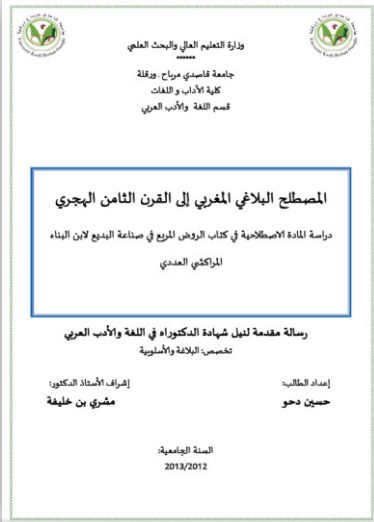 وزارة التعليم العالي والبحث العلمي
******
جامعة قاصدي مرباح . ورقلة
كلية الآداب و اللغات
قسم اللغة والأدب العربي
المصطلح البلاغي المغربي إلى القرن الثامن الهجري
دراسة المادة الاصطلاحية في كتاب الروض المريع في صناعة البديع لابن البناء
المراكشي العددي
رسالة مقدمة لنيل شهادة الدكتوراه في اللغة والأدب العربي
تخصص: البلاغة والأسلوبية
إعداد الطالب: إشراف الأستاذ الدكتور:
حسين دحو مشري بن خليفة
السنة الجامعية:
2013/2012